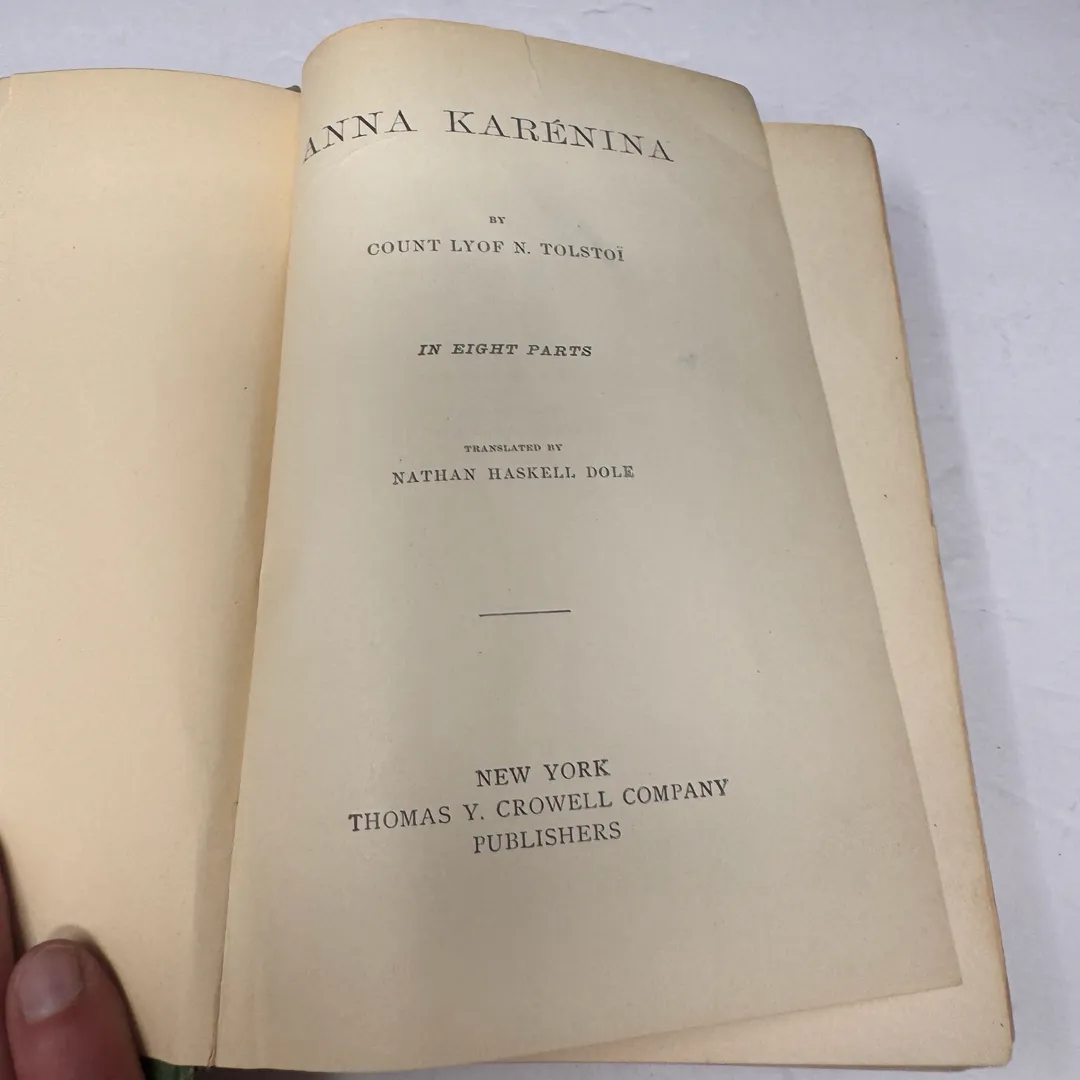 ANNA KARÉNINA
BY
COUNT LYOF N. TOLSTOÏ
IN EIGHT PARTS
TRANSLATED BY
NATHAN HASKELL DOLE
NEW YORK
THOMAS Y. CROWELL COMPANY
PUBLISHERS